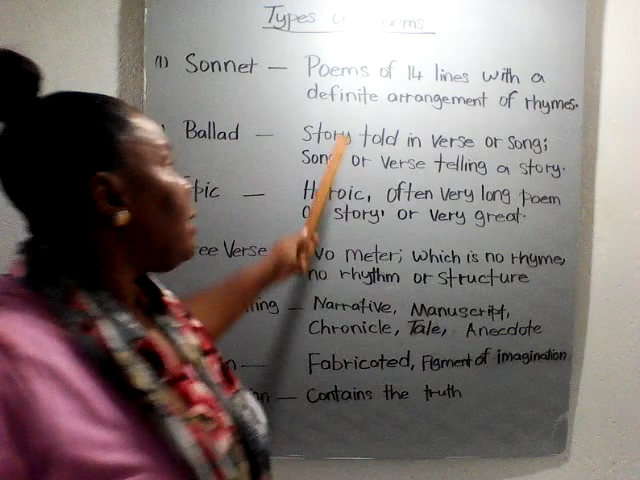 Types
(1) Sonnet — Poems of 14 lines with a
definite arrangement of rhymes.
Ballad — Story told in verse or song;
Song or verse telling a story.
Epic — Heroic, often very long poem
story, or very great.
Free Verse No meter; which is no rhyme,
no rhythm or structure
— Narrative, Manuscript,
Chronicle, Tale, Anecdote
— Fabricated, Figment of imagination
— Contains the truth